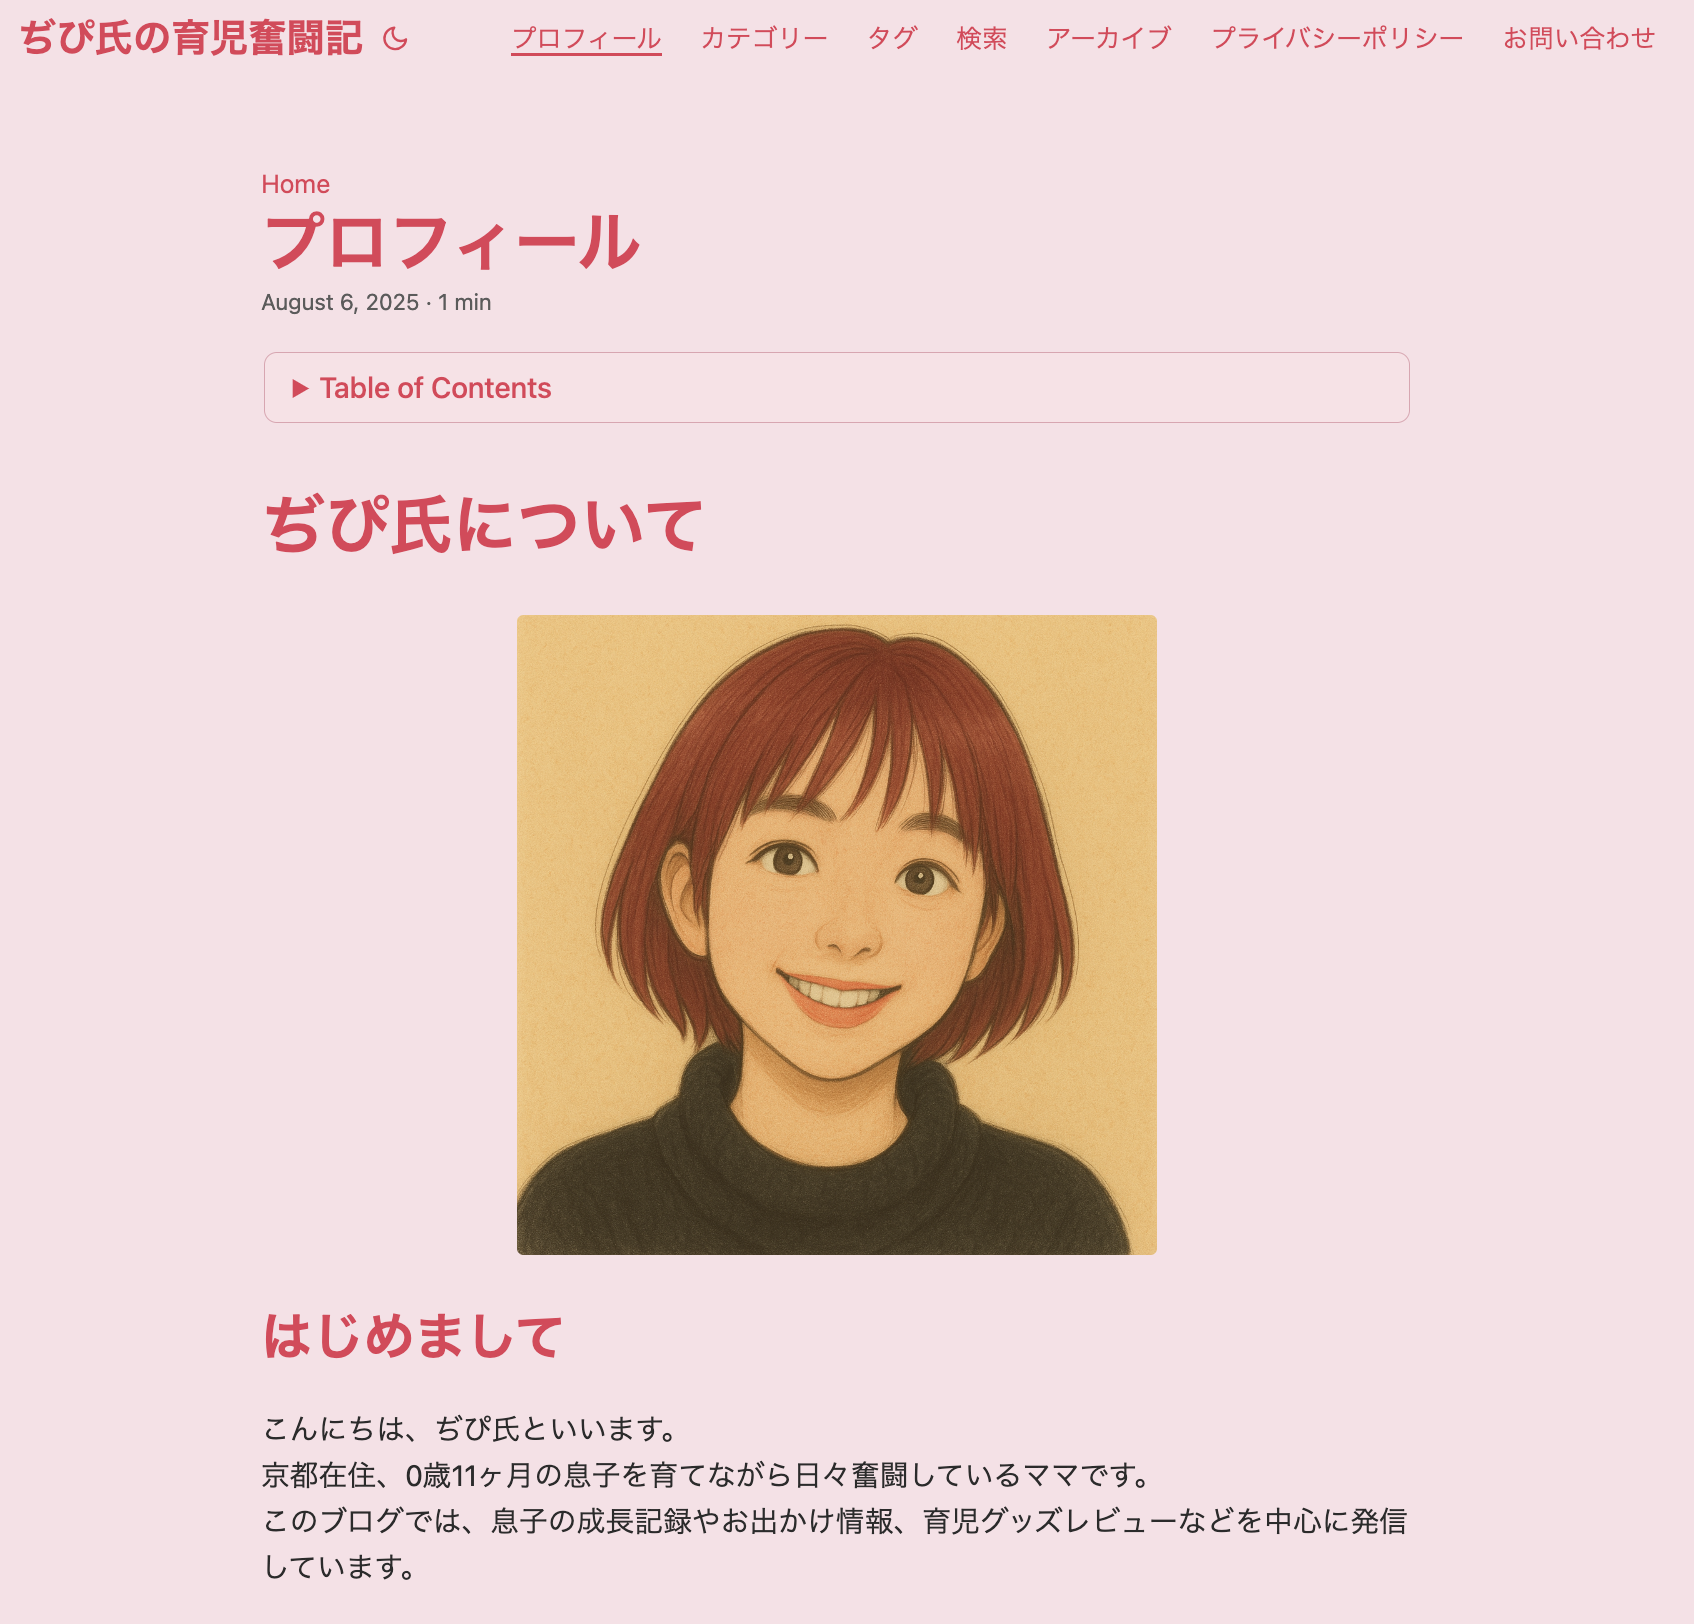 ぢぴ氏の育児奮闘記 プロフィール カテゴリー タグ 検索 アーカイブ プライバシーポリシー お問い合わせ
Home
プロフィール
August 6, 2025 · 1 min
▶ Table of Contents
ぢぴ氏について
はじめまして
こんにちは、ぢぴ氏といいます。
京都在住、0歳11ヶ月の息子を育てながら日々奮闘しているママです。
このブログでは、息子の成長記録やお出かけ情報、育児グッズレビューなどを中心に発信
しています。